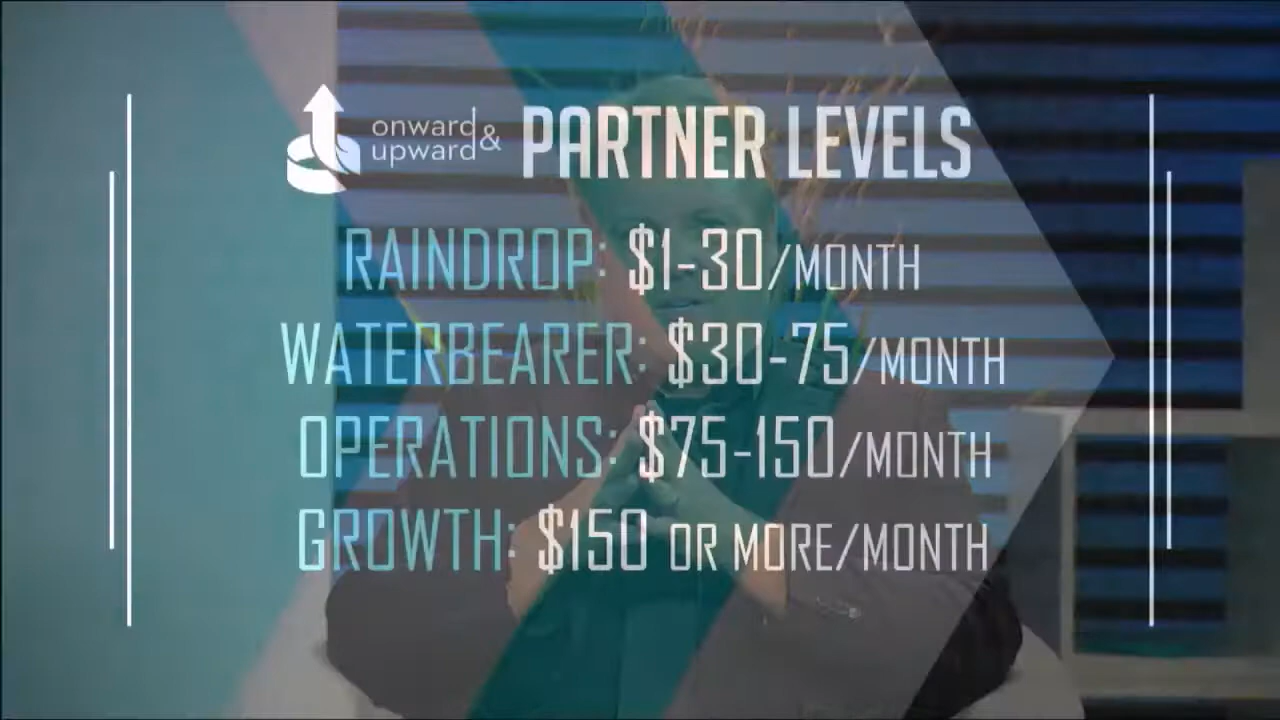 onward &
upward
PARTNER LEVELS
RAINDROP: $1-30/MONTH
WATERBEARER: $30-75/MONTH
OPERATIONS: $75-150/MONTH
GROWTH: $150 OR MORE/MONTH